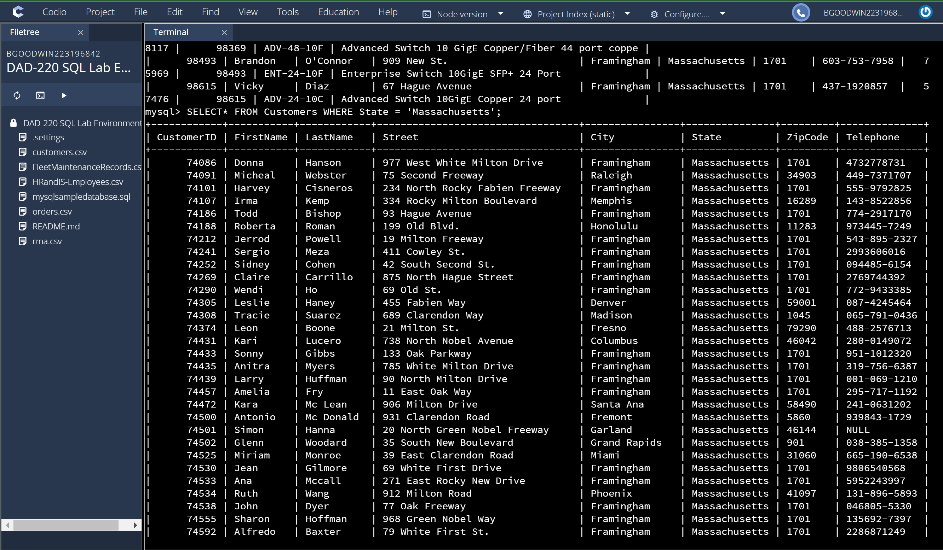 Codio Project File Edit Find View Tools Education Help Node version Project Index (static) Configure.... BGOODWIN2231968...
Filetree
Terminal
BGOODWIN223196842
DAD-220 SQL Lab E...
DAD-220 SQL Lab Environment
.settings
customers.csv
FleetMaintenanceRecords.cs
HRandIS-Employees.csv
mysqlsampledatabase.sql
orders.csv
README.md
rma.csv
8117 | 98369 | ADV-48-10F | Advanced Switch 10 GigE Copper/Fiber 44 port coppe |
| 98493 | Brandon | O'Connor | 909 New St. | Framingham | Massachusetts | 1701 | 603-753-7958 | 7
5969 | 98493 | ENT-24-10F | Enterprise Switch 10GigE SFP+ 24 Port |
| 98615 | Vicky | Diaz | 67 Hague Avenue | Framingham | Massachusetts | 1701 | 437-1920857 | 5
7476 | 98615 | ADV-24-10C | Advanced Switch 10GigE Copper 24 port |
mysql> SELECT* FROM Customers WHERE State = 'Massachusetts';
| CustomerID | FirstName | LastName | Street | City | State | ZipCode | Telephone |
| 74086 | Donna | Hanson | 977 West White Milton Drive | Framingham | Massachusetts | 1701 | 4732778731 |
| 74091 | Micheal | Webster | 75 Second Freeway | Raleigh | Massachusetts | 34903 | 449-7371707 |
| 74101 | Harvey | Cisneros | 234 North Rocky Fabien Freeway | Framingham | Massachusetts | 1701 | 555-9792825 |
| 74107 | Irma | Kemp | 334 Rocky Milton Boulevard | Memphis | Massachusetts | 16289 | 143-8522856 |
| 74186 | Todd | Bishop | 93 Hague Avenue | Framingham | Massachusetts | 1701 | 774-2917170 |
| 74188 | Roberta | Roman | 199 Old Blvd. | Honolulu | Massachusetts | 11283 | 973445-7249 |
| 74212 | Jerrod | Powell | 19 Milton Freeway | Framingham | Massachusetts | 1701 | 543-895-2327 |
| 74241 | Sergio | Meza | 411 Cowley St. | Framingham | Massachusetts | 1701 | 2993606016 |
| 74252 | Sidney | Cohen | 42 South Second St. | Framingham | Massachusetts | 1701 | 094485-6154 |
| 74269 | Claire | Carrillo | 875 North Hague Street | Framingham | Massachusetts | 1701 | 2769744392 |
| 74290 | Wendi | Ho | 69 Old St. | Framingham | Massachusetts | 1701 | 772-9433385 |
| 74305 | Leslie | Haney | 455 Fabien Way | Denver | Massachusetts | 59001 | 087-4245464 |
| 74308 | Tracie | Suarez | 689 Clarendon Way | Madison | Massachusetts | 1045 | 065-791-0436 |
| 74374 | Leon | Boone | 21 Milton St. | Fresno | Massachusetts | 79290 | 488-2576713 |
| 74431 | Kari | Lucero | 738 North Nobel Avenue | Columbus | Massachusetts | 46042 | 280-0149072 |
| 74433 | Sonny | Gibbs | 133 Oak Parkway | Framingham | Massachusetts | 1701 | 951-1012320 |
| 74435 | Anitra | Myers | 785 White Milton Drive | Framingham | Massachusetts | 1701 | 319-756-6387 |
| 74439 | Larry | Huffman | 90 North Milton Drive | Framingham | Massachusetts | 1701 | 001-069-1210 |
| 74457 | Amelia | Fry | 11 East Oak Way | Framingham | Massachusetts | 1701 | 295-717-1192 |
| 74472 | Kara | Mc Lean | 906 Milton Drive | Santa Ana | Massachusetts | 58490 | 241-0631202 |
| 74500 | Antonio | Mc Donald | 931 Clarendon Road | Fremont | Massachusetts | 5860 | 939843-1729 |
| 74501 | Simon | Hanna | 20 North Green Nobel Freeway | Garland | Massachusetts | 46144 | NULL |
| 74502 | Glenn | Woodard | 35 South New Boulevard | Grand Rapids | Massachusetts | 901 | 038-385-1358 |
| 74525 | Miriam | Monroe | 39 East Clarendon Road | Miami | Massachusetts | 31060 | 665-190-6538 |
| 74530 | Jean | Gilmore | 69 White First Drive | Framingham | Massachusetts | 1701 | 9806540568 |
| 74533 | Ana | Mccall | 271 East Rocky New Drive | Framingham | Massachusetts | 1701 | 5952243997 |
| 74534 | Ruth | Wang | 912 Milton Road | Phoenix | Massachusetts | 41097 | 131-896-5893 |
| 74538 | John | Dyer | 77 Oak Freeway | Framingham | Massachusetts | 1701 | 046805-5330 |
| 74555 | Sharon | Hoffman | 968 Green Nobel Way | Framingham | Massachusetts | 1701 | 135692-7397 |
| 74592 | Alfredo | Baxter | 79 White First St. | Framingham | Massachusetts | 1701 | 2286871249 |